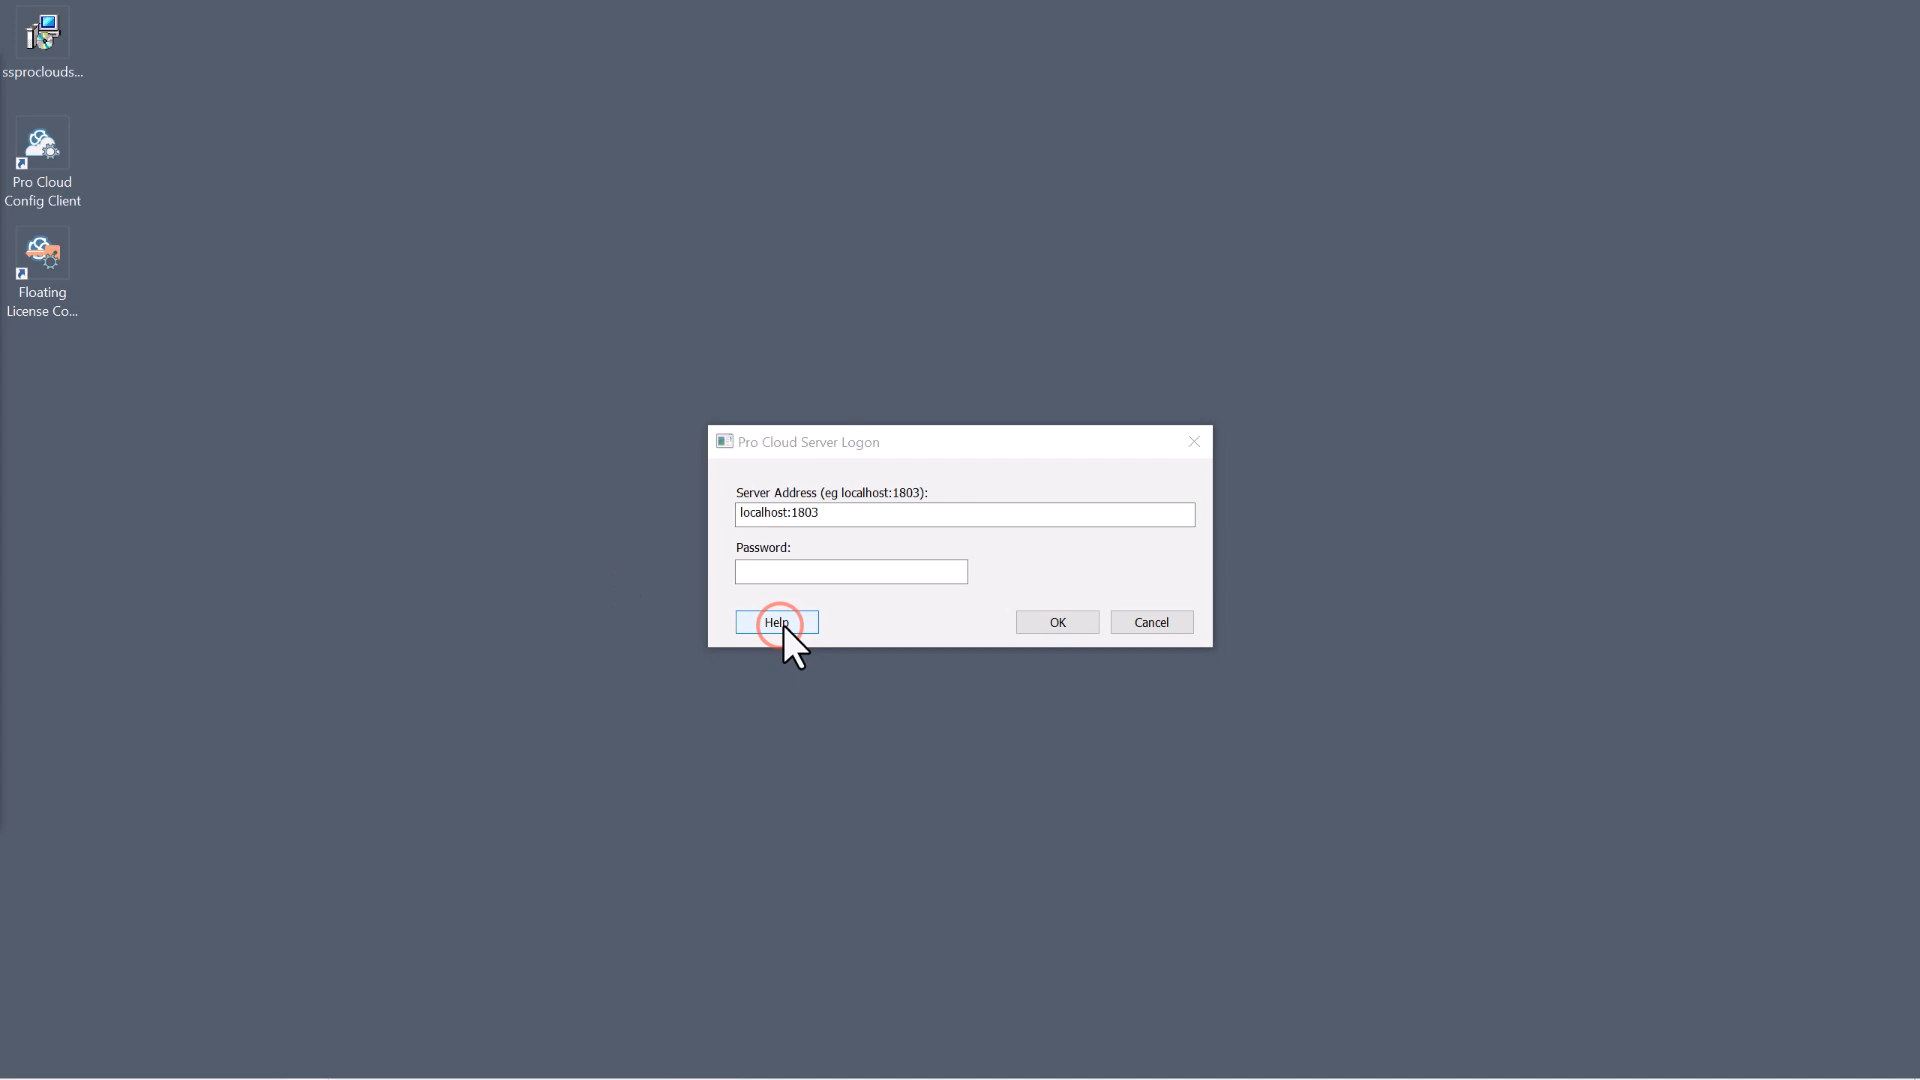 ssproclouds...
Pro Cloud
Config Client
Floating
License Co...
Pro Cloud Server Logon
Server Address (eg localhost:1803):
localhost:1803
Password:
Help
OK
Cancel